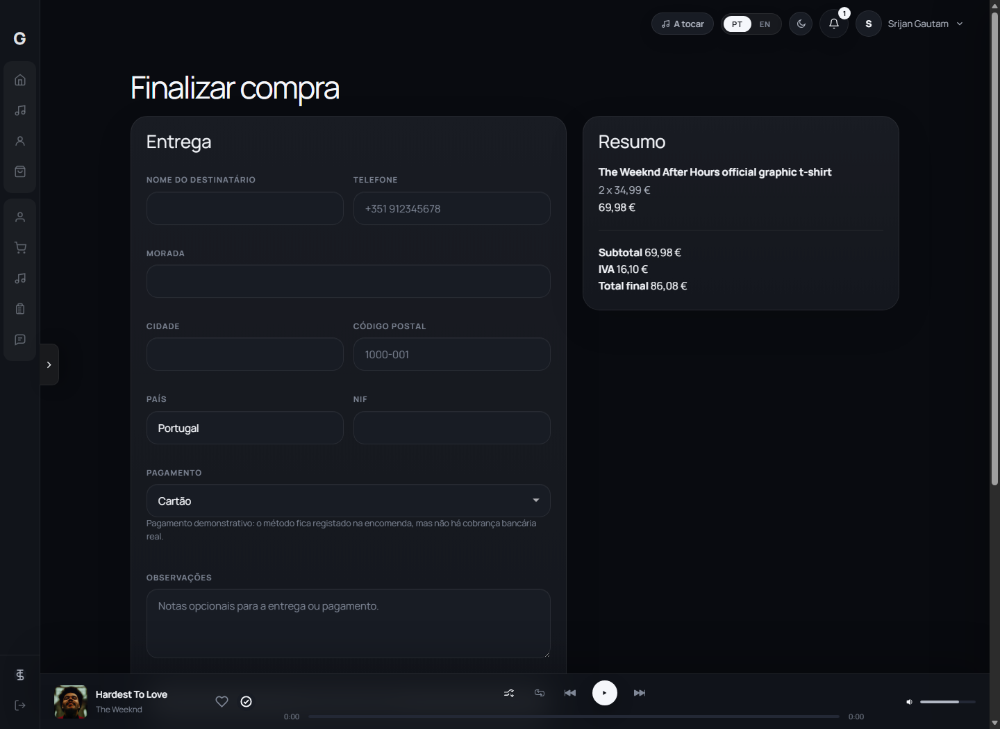 G
A tocar
PT EN
1
S
Srijan Gautam
Finalizar compra
Entrega
NOME DO DESTINATÁRIO
TELEFONE
+351 912345678
MORADA
CIDADE
CÓDIGO POSTAL
1000-001
PAÍS
NIF
Portugal
PAGAMENTO
Cartão
Pagamento demonstrativo: o método fica registado na encomenda, mas não há cobrança bancária
real.
OBSERVAÇÕES
Notas opcionais para a entrega ou pagamento.
Resumo
The Weeknd After Hours official graphic t-shirt
2 x 34,99 €
69,98 €
Subtotal 69,98 €
IVA 16,10 €
Total final 86,08 €
Hardest To Love
The Weeknd
0:00
0:00